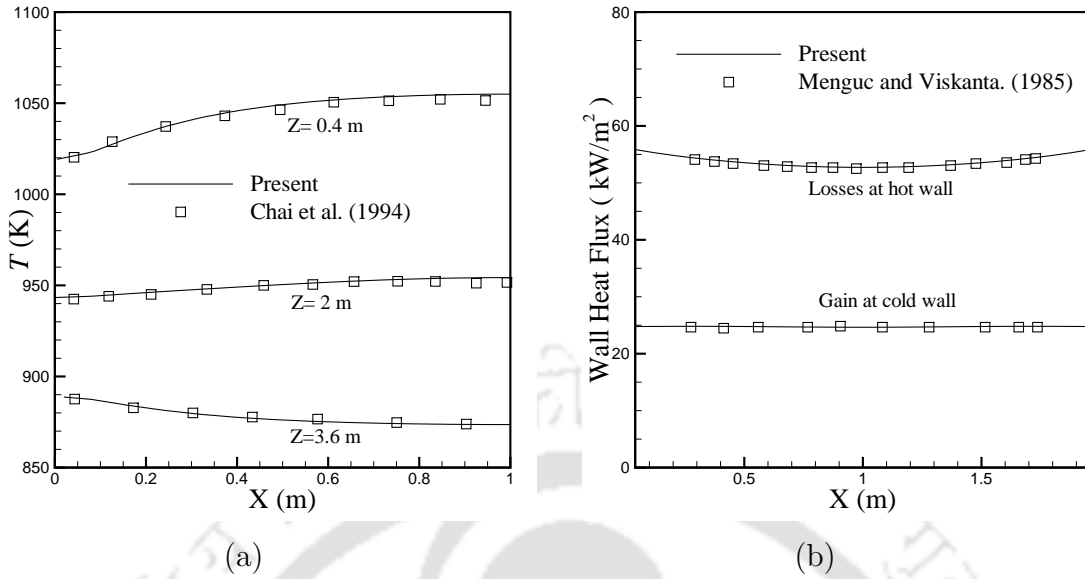 1100
1050
1000
950
900
850
T (K)
Z= 0.4 m
Present
Chai et al. (1994)
Z= 2 m
Z=3.6 m
0
0.2
0.4
0.6
0.8
1
X (m)
(a)
80
60
40
20
0
Wall Heat Flux ( kW/m²)
Present
Menguc and Viskanta. (1985)
Losses at hot wall
Gain at cold wall
0.5
1
1.5
X (m)
(b)